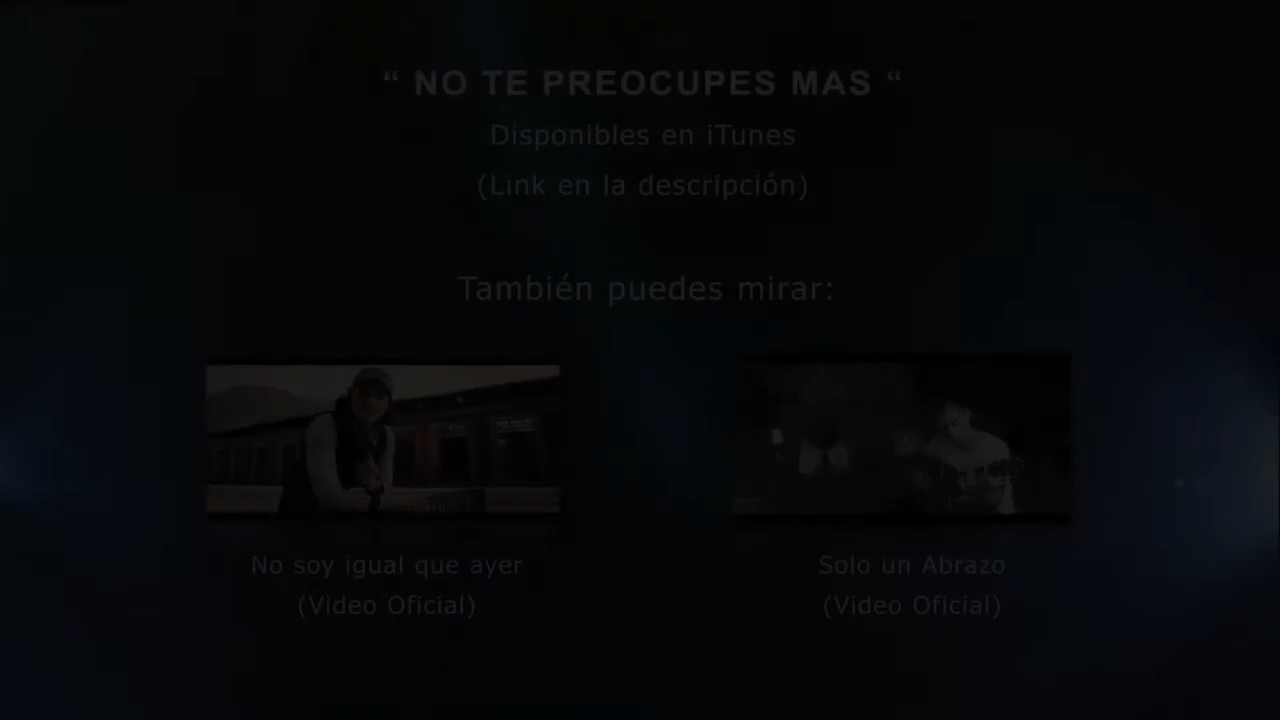 “ NO TE PREOCUPES MAS “
Disponibles en iTunes
(Link en la descripción)
También puedes mirar:
No soy igual que ayer
(Video Oficial)
Solo un Abrazo
(Video Oficial)